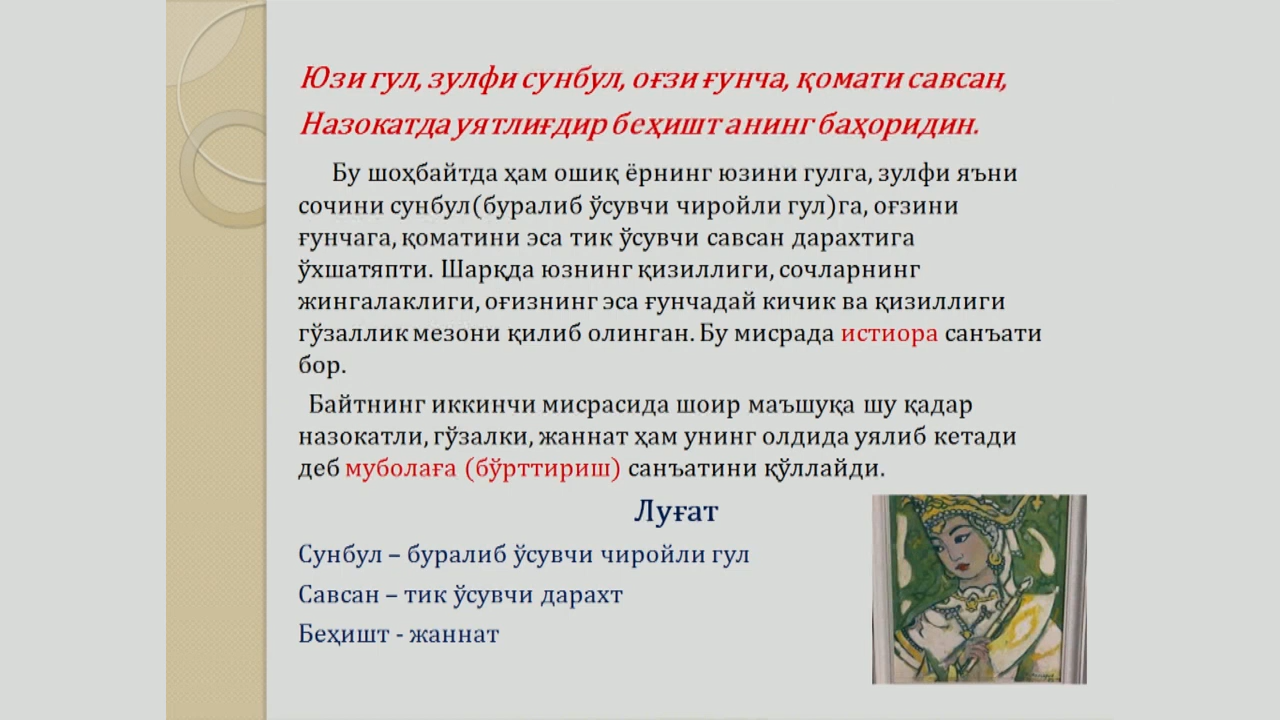 Юзи гул, зулфи сунбул, оғзи ғунча, қомати савсан,
Назокатда уятлиғдир беҳишт анинг баҳоридин.
Бу шоҳбайтда ҳам ошиқ ёрнинг юзини гулга, зулфи яъни
сочини сунбул(буралиб ўсувчи чиройли гул)га, оғзини
ғунчага, қоматини эса тик ўсувчи савсан дарахтига
ўхшатяпти. Шарқда юзнинг қизиллиги, сочларнинг
жингалаклиги, оғизнинг эса ғунчадай кичик ва қизиллиги
гўзаллик мезони қилиб олинган. Бу мисрада истиора санъати
бор.
Байтнинг иккинчи мисрасида шоир маъшуқа шу қадар
назокатли, гўзалки, жаннат ҳам унинг олдида уялиб кетади
деб муболаға (бўрттириш) санъатини қўллайди.
Луғат
Сунбул – буралиб ўсувчи чиройли гул
Савсан – тик ўсувчи дарахт
Беҳишт - жаннат